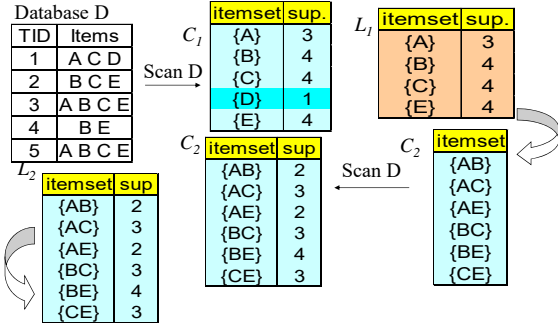 Database D
TID Items
1 A C D
2 B C E
3 A B C E
4 B E
5 A B C E
Scan D
C1
itemset sup.
{A} 3
{B} 4
{C} 4
{D} 1
{E} 4
L1
itemset sup.
{A} 3
{B} 4
{C} 4
{E} 4
C2
itemset
{AB}
{AC}
{AE}
{BC}
{BE}
{CE}
Scan D
C2
itemset sup
{AB} 2
{AC} 3
{AE} 2
{BC} 3
{BE} 4
{CE} 3
L2
itemset sup
{AB} 2
{AC} 3
{AE} 2
{BC} 3
{BE} 4
{CE} 3